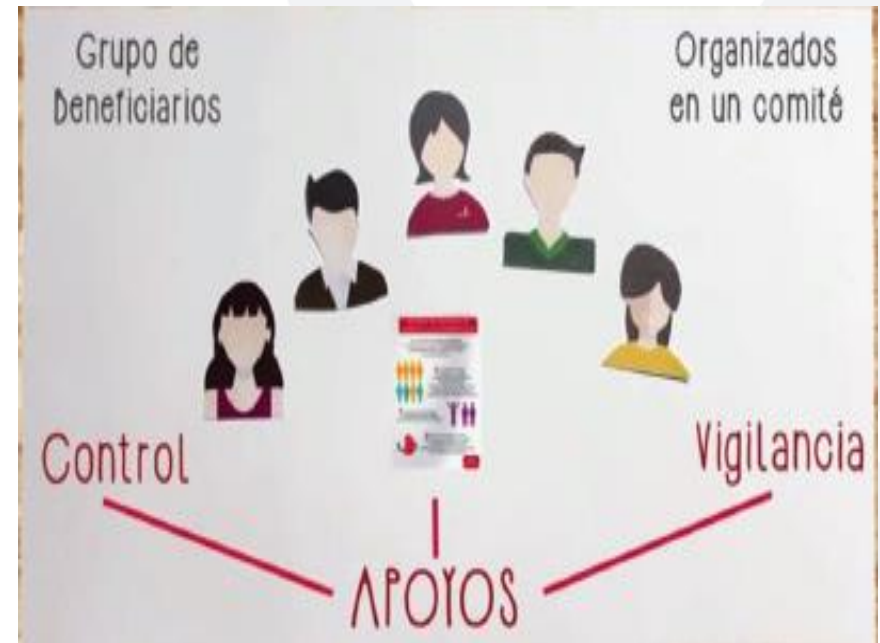 Grupo de
Beneficiarios
Organizados
en un comité
Control
Vigilancia
APOYOS